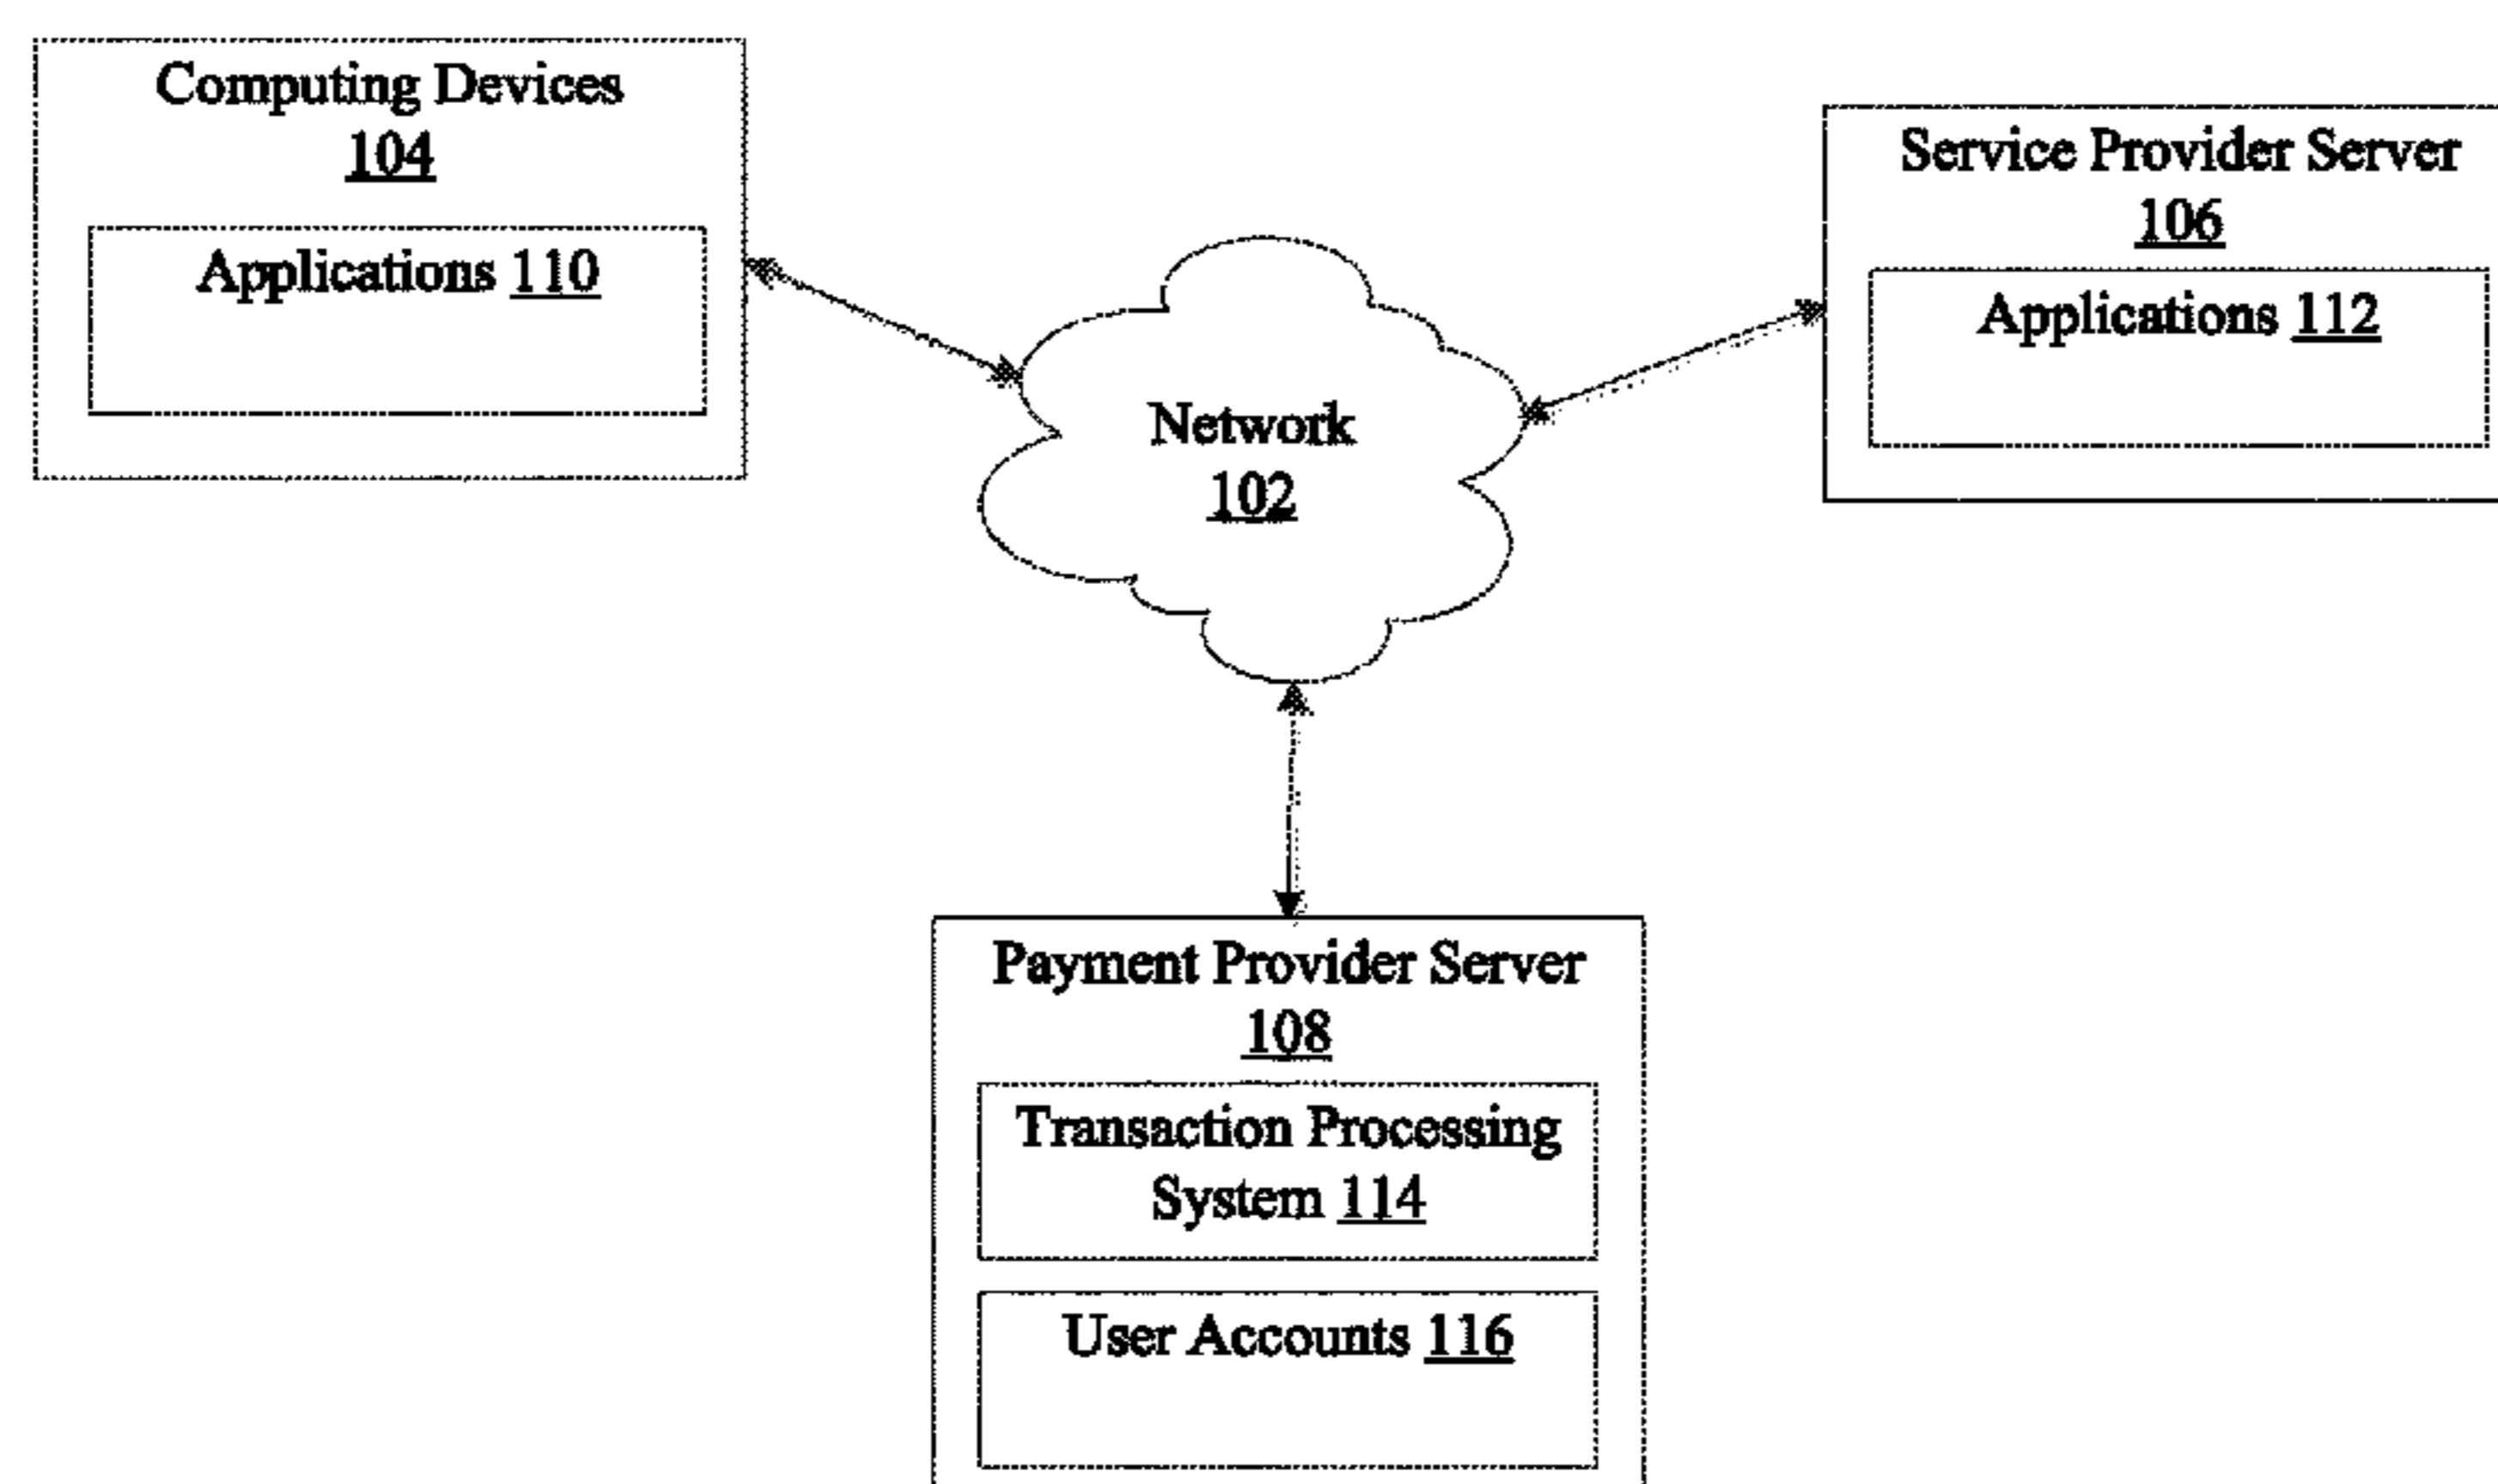 Computing Devices
104
Applications 110
Service Provider Server
106
Applications 112
Network
102
Payment Provider Server
108
Transaction Processing
System 114
User Accounts 116